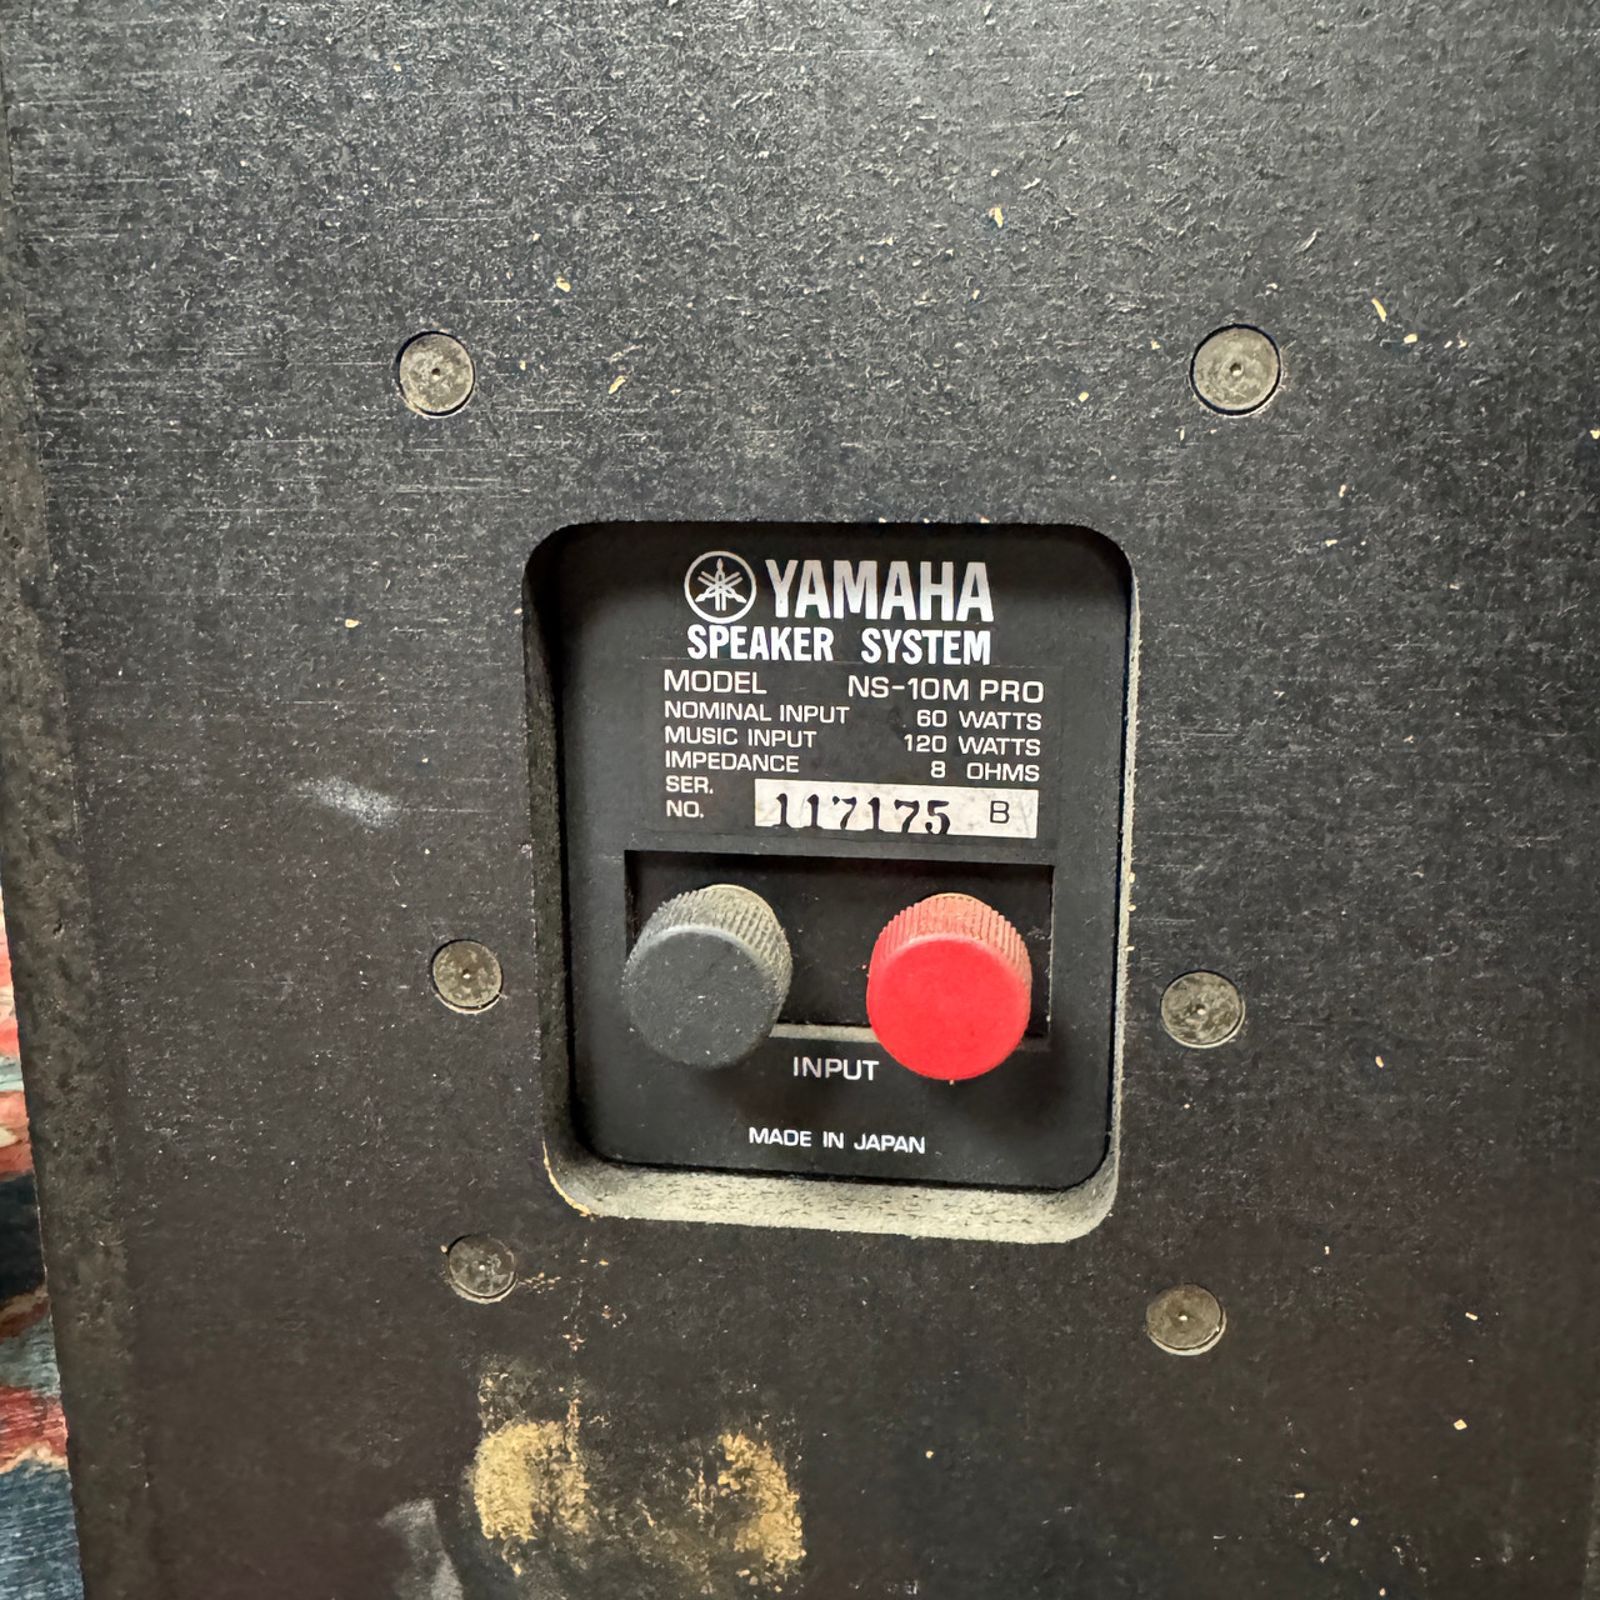 YAMAHA
SPEAKER SYSTEM
MODEL NS-10M PRO
NOMINAL INPUT 60 WATTS
MUSIC INPUT 120 WATTS
IMPEDANCE 8 OHMS
SER.
NO. 117175 B
INPUT
MADE IN JAPAN